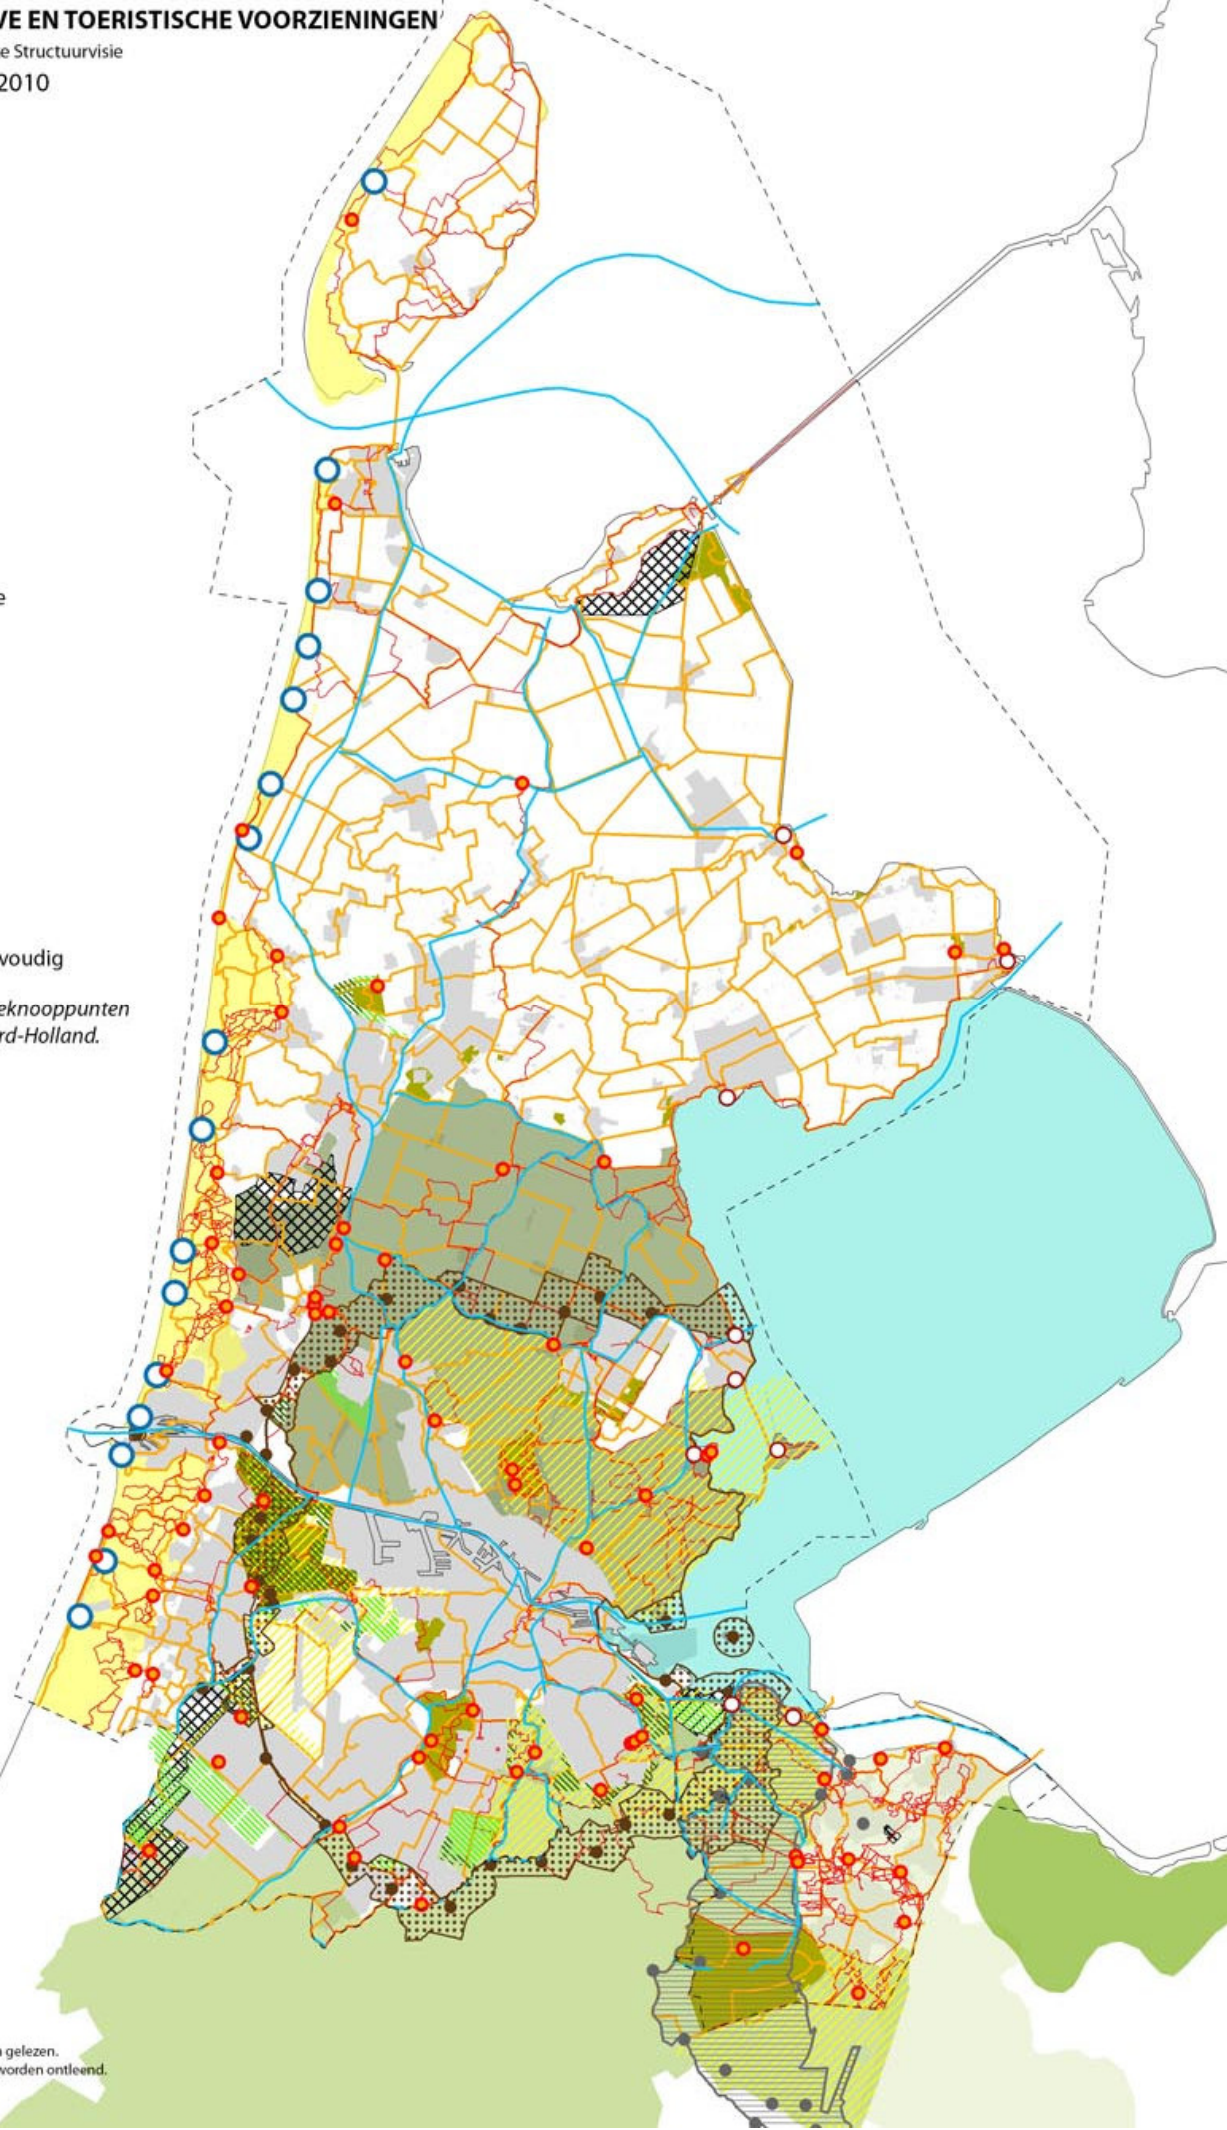 VE EN TOERISTISCHE VOORZIENINGEN
e Structuurvisie
2010
e
voudig
eknooppunten
rd-Holland.
gelezen.
worden ontleend.